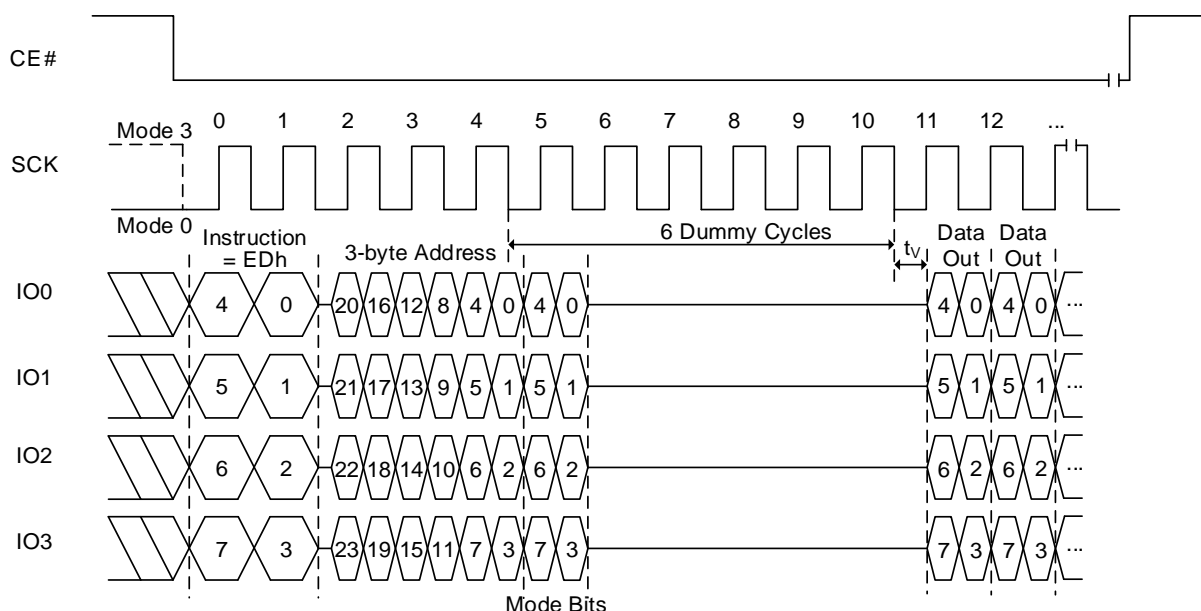 CE#
0 1 2 3 4 5 6 7 8 9 10 11 12 ...
Mode 3
SCK
Mode 0
Instruction
= EDh
3-byte Address
6 Dummy Cycles
tV
Data
Out
Data
Out
IO0 4 0 20 16 12 8 4 0 4 0 4 0 4 0 ...
IO1 5 1 21 17 13 9 5 1 5 1 5 1 5 1 ...
IO2 6 2 22 18 14 10 6 2 6 2 6 2 6 2 ...
IO3 7 3 23 19 15 11 7 3 7 3 7 3 7 3 ...
Mode Bits